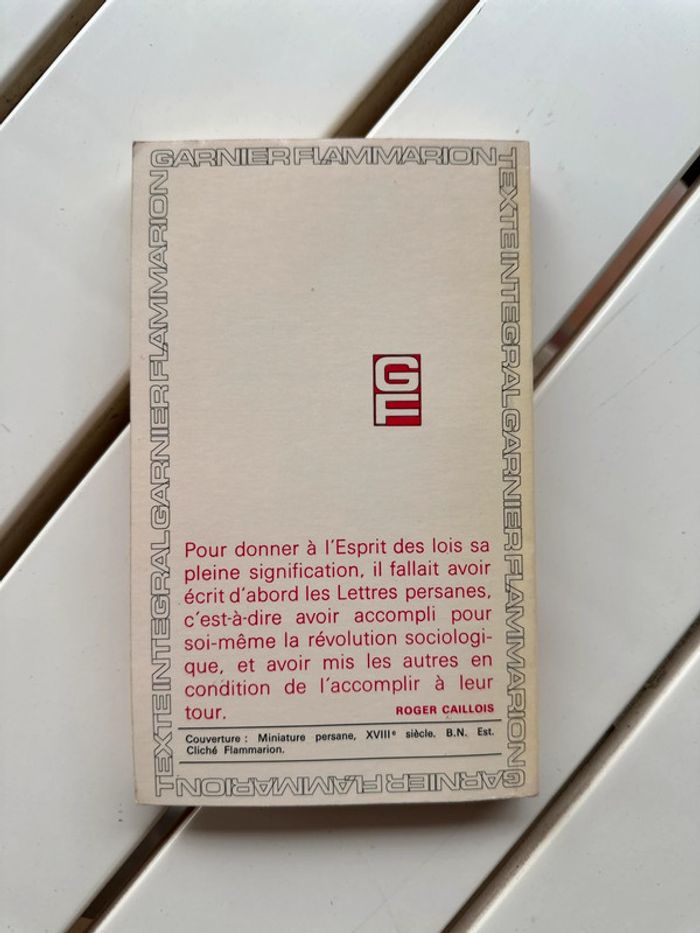 GARNIER FLAMMARION
TEXTE INTEGRAL GARNIER FLAMMARION
GARNIER FLAMMARION
TEXTE INTEGRAL GARNIER FLAMMARION
GF
Pour donner à l'Esprit des lois sa
pleine signification, il fallait avoir
écrit d'abord les Lettres persanes,
c'est-à-dire avoir accompli pour
soi-même la révolution sociologi-
que, et avoir mis les autres en
condition de l'accomplir à leur
tour. ROGER CAILLOIS
Couverture : Miniature persane, XVIIIe siècle. B.N. Est.
Cliché Flammarion.